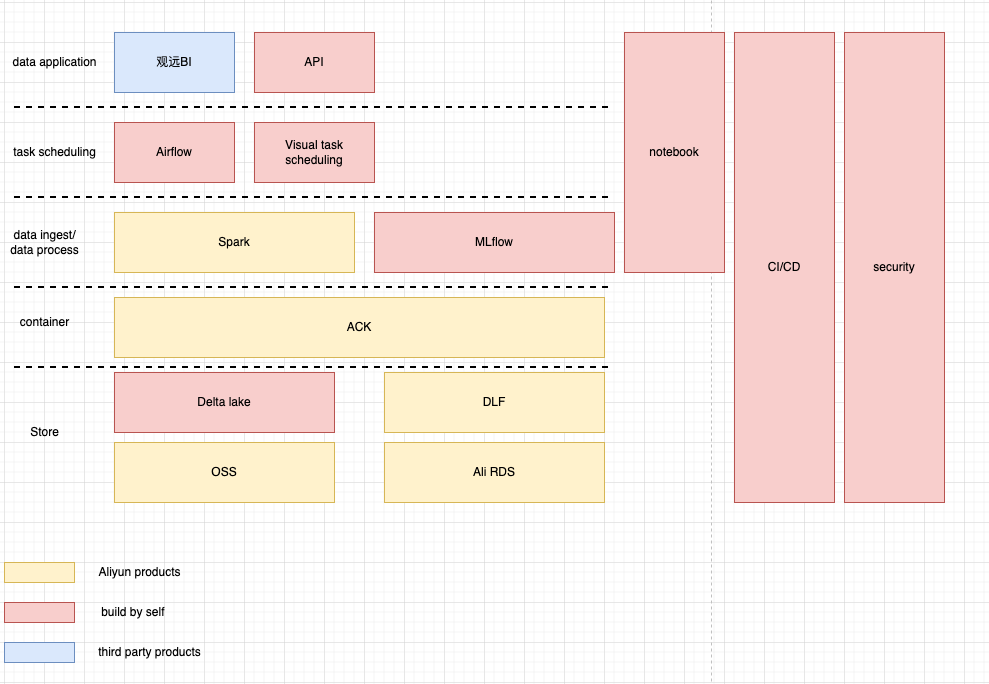 data application
观远BI
API
task scheduling
Airflow
Visual task
scheduling
notebook
data ingest/
data process
Spark
MLflow
CI/CD
security
container
ACK
Store
Delta lake
DLF
OSS
Ali RDS
Aliyun products
build by self
third party products